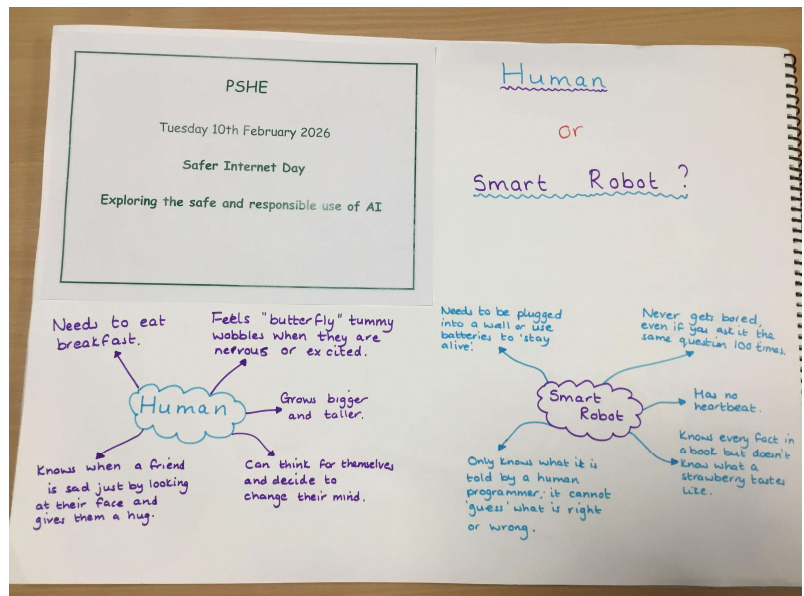 PSHE
Tuesday 10th February 2026
Safer Internet Day
Exploring the safe and responsible use of AI
Human
or
Smart Robot ?
Needs to eat
breakfast.
Feels "butterfly" tummy
wobbles when they are
nervous or excited.
Human
Grows bigger
and taller.
Knows when a friend
is sad just by looking
at their face and
gives them a hug.
Can think for themselves
and decide to
change their mind.
Needs to be plugged
into a wall or use
batteries to 'stay
alive'.
Never gets bored,
even if you ask it the
same question 100 times.
Smart
Robot
Has no
heartbeat.
Knows every fact in
a book but doesn't
know what a
strawberry tastes
like.
Only knows what it is
told by a human
programmer; it cannot
'guess' what is right
or wrong.